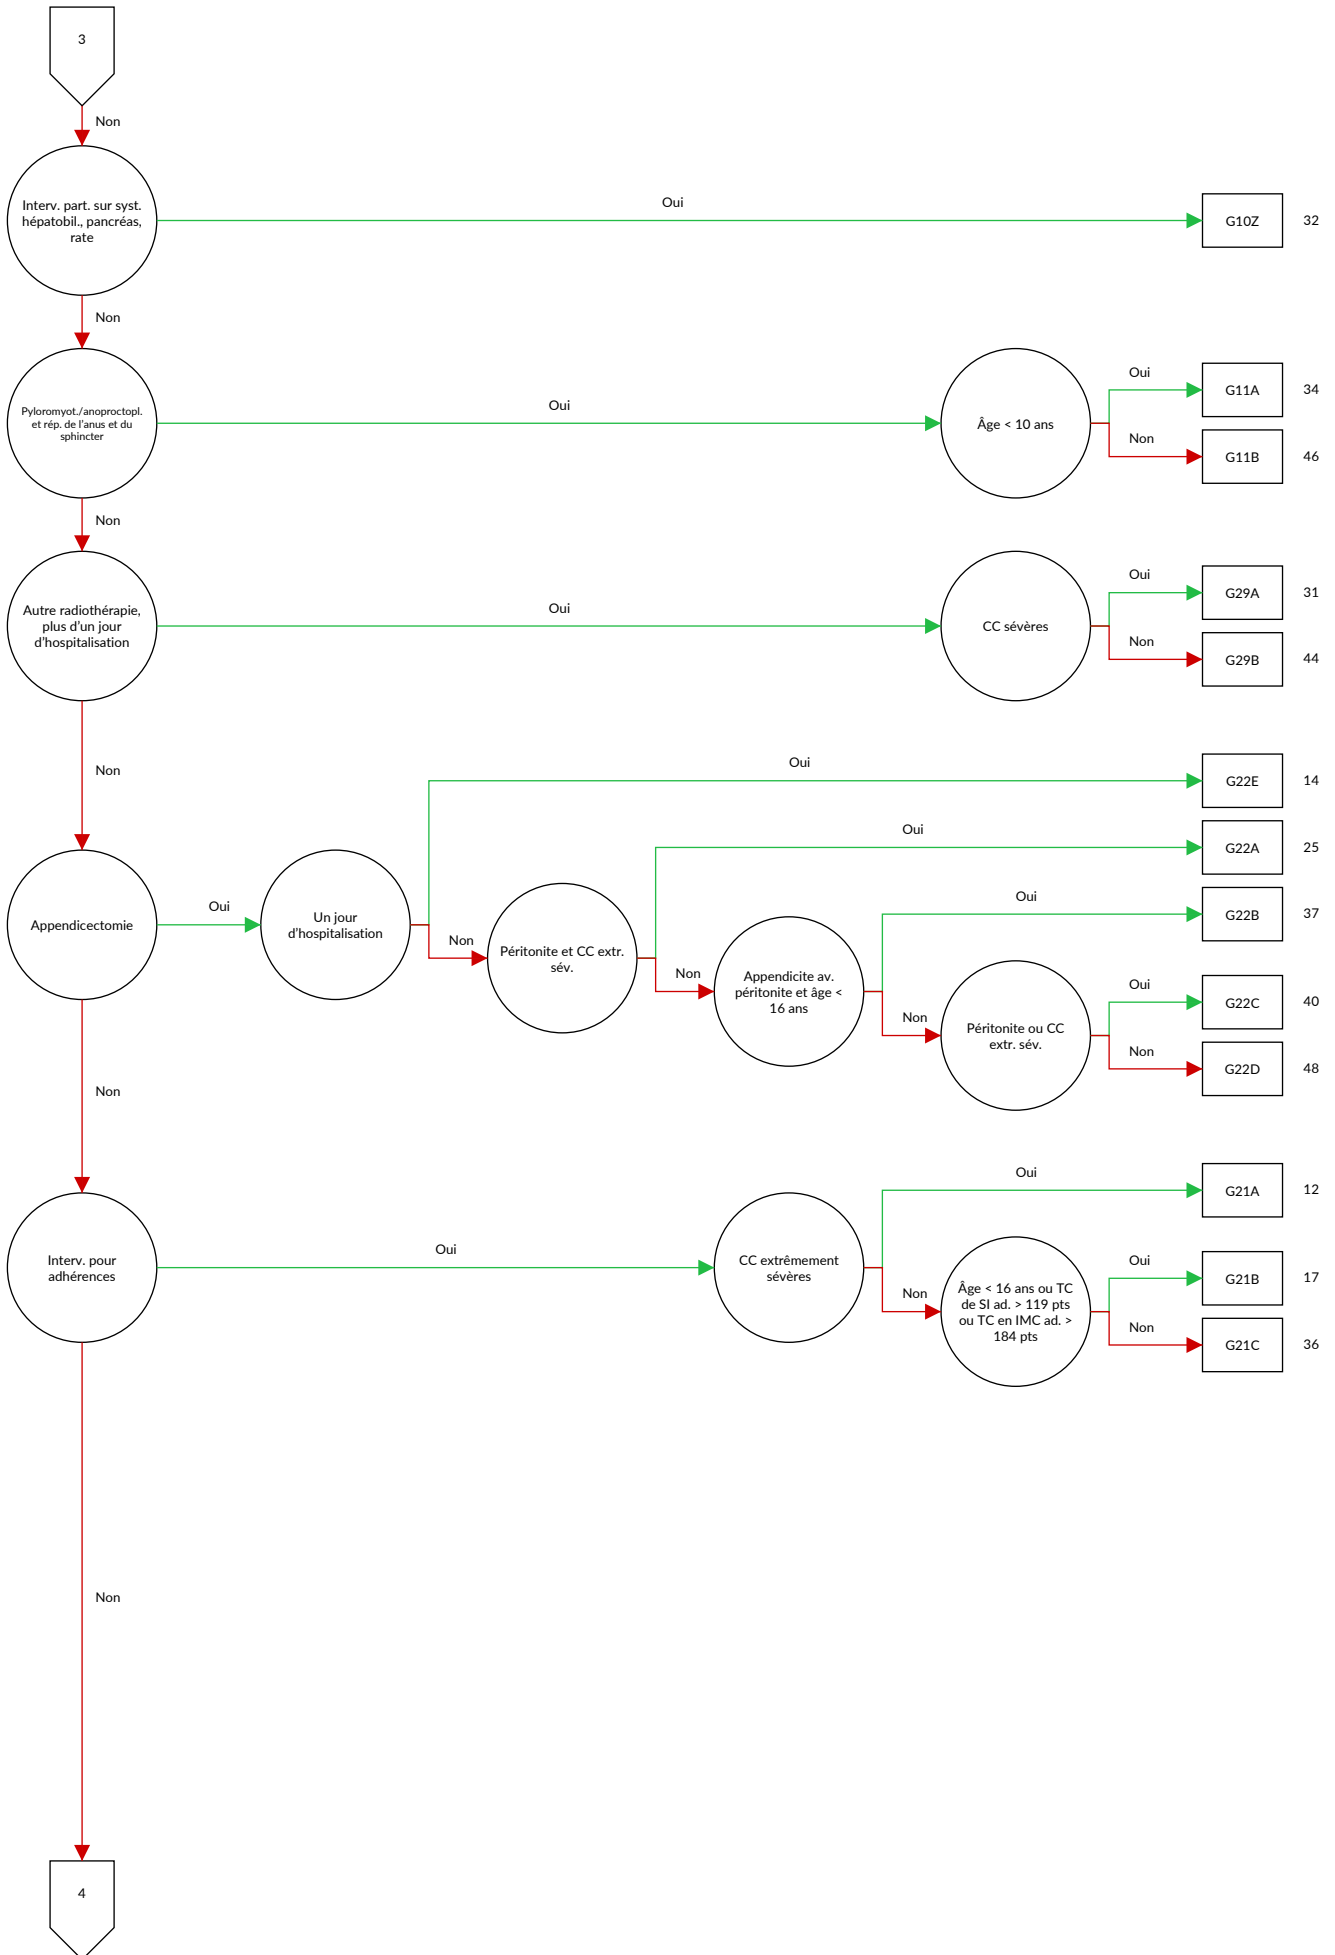 3
Non
Interv. part. sur syst.
hépatobil., pancréas,
rate
Oui
G10Z
32
Non
Pyloromyot./anoproctopl.
et rép. de l'anus et du
sphincter
Oui
Âge < 10 ans
Oui
G11A
34
Non
G11B
46
Non
Autre radiothérapie,
plus d'un jour
d'hospitalisation
Oui
CC sévères
Oui
G29A
31
Non
G29B
44
Non
Appendicectomie
Oui
Un jour
d'hospitalisation
Oui
G22E
14
Non
Péritonite et CC extr.
sév.
Oui
G22A
25
Non
Appendicite av.
péritonite et âge <
16 ans
Oui
G22B
37
Non
Péritonite ou CC
extr. sév.
Oui
G22C
40
Non
G22D
48
Non
Interv. pour
adhérences
Oui
CC extrêmement
sévères
Oui
G21A
12
Non
Âge < 16 ans ou TC
de SI ad. > 119 pts
ou TC en IMC ad. >
184 pts
Oui
G21B
17
Non
G21C
36
Non
4